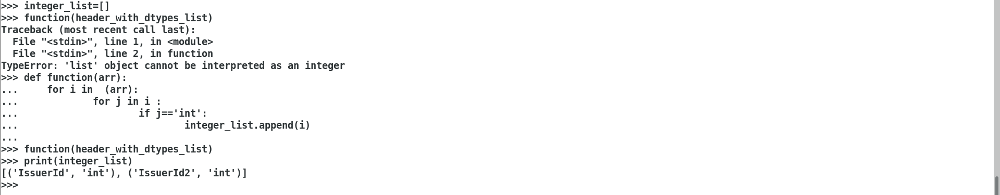 >>> integer_list=[]
>>> function(header_with_dtypes_list)
Traceback (most recent call last):
  File "<stdin>", line 1, in <module>
  File "<stdin>", line 2, in function
TypeError: 'list' object cannot be interpreted as an integer
>>> def function(arr):
...     for i in  (arr):
...             for j in i :
...                     if j=='int':
...                             integer_list.append(i)
...
>>> function(header_with_dtypes_list)
>>> print(integer_list)
[('IssuerId', 'int'), ('IssuerId2', 'int')]
>>>